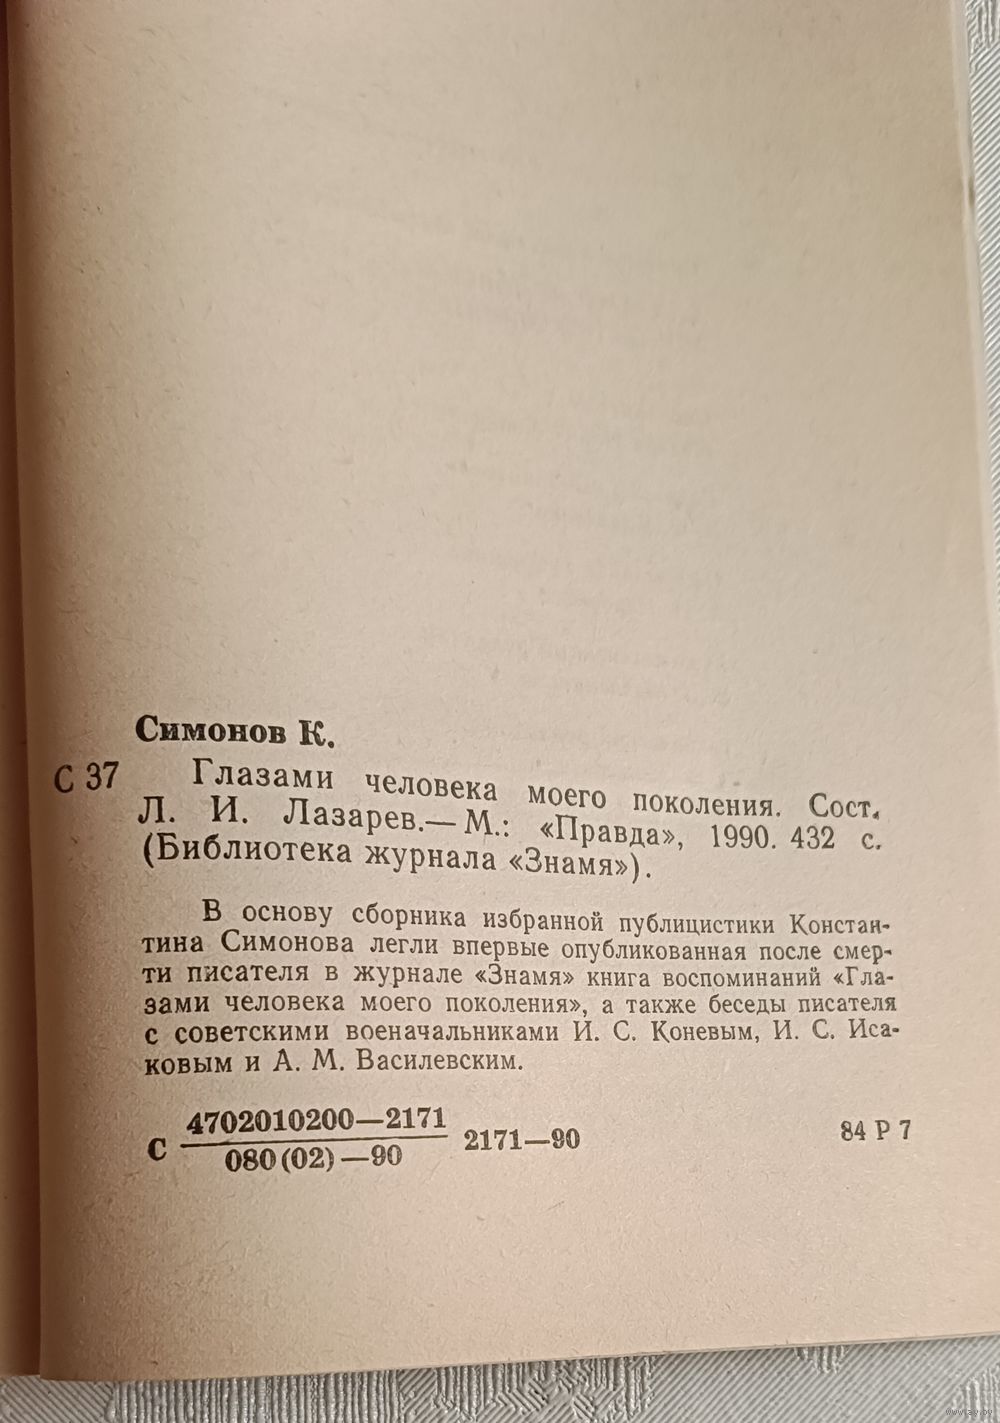 Симонов К.
С 37 Глазами человека моего поколения. Сост.
Л. И. Лазарев.— М.: «Правда», 1990. 432 с.
(Библиотека журнала «Знамя»).
В основу сборника избранной публицистики Констан-
тина Симонова легли впервые опубликованная после смер-
ти писателя в журнале «Знамя» книга воспоминаний «Гла-
зами человека моего поколения», а также беседы писателя
с советскими военачальниками И. С. Коневым, И. С. Иса-
ковым и А. М. Василевским.
4702010200—2171
С 2171—90 84 Р 7
080(02)—90